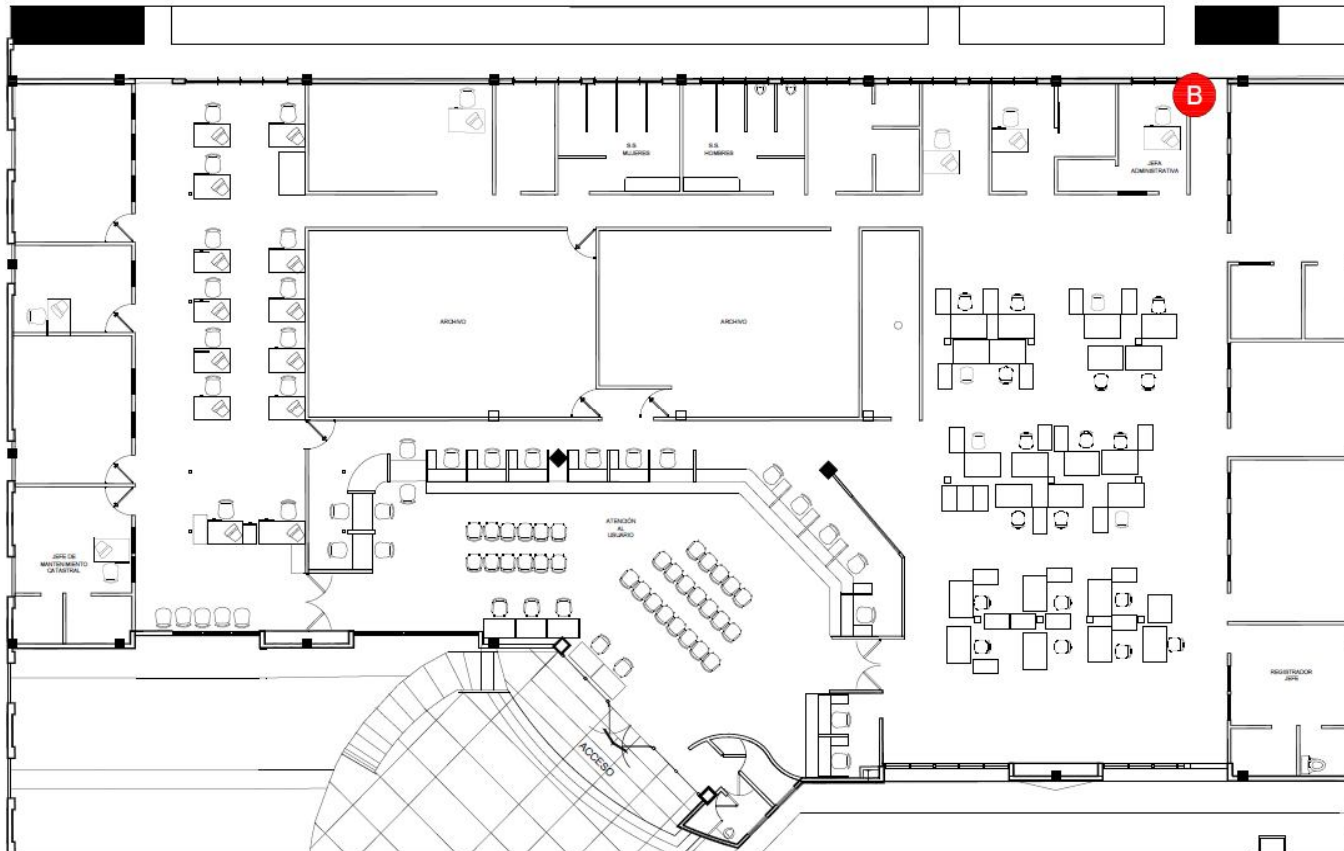 B
S.S.
MUJERES
S.S.
HOMBRES
JEFA
ADMINISTRATIVA
ARCHIVO
ARCHIVO
ATENCIÓN
AL
USUARIO
JEFE DE
MANTENIMIENTO
CATASTRAL
REGISTRADOR
JEFE
ACCESO